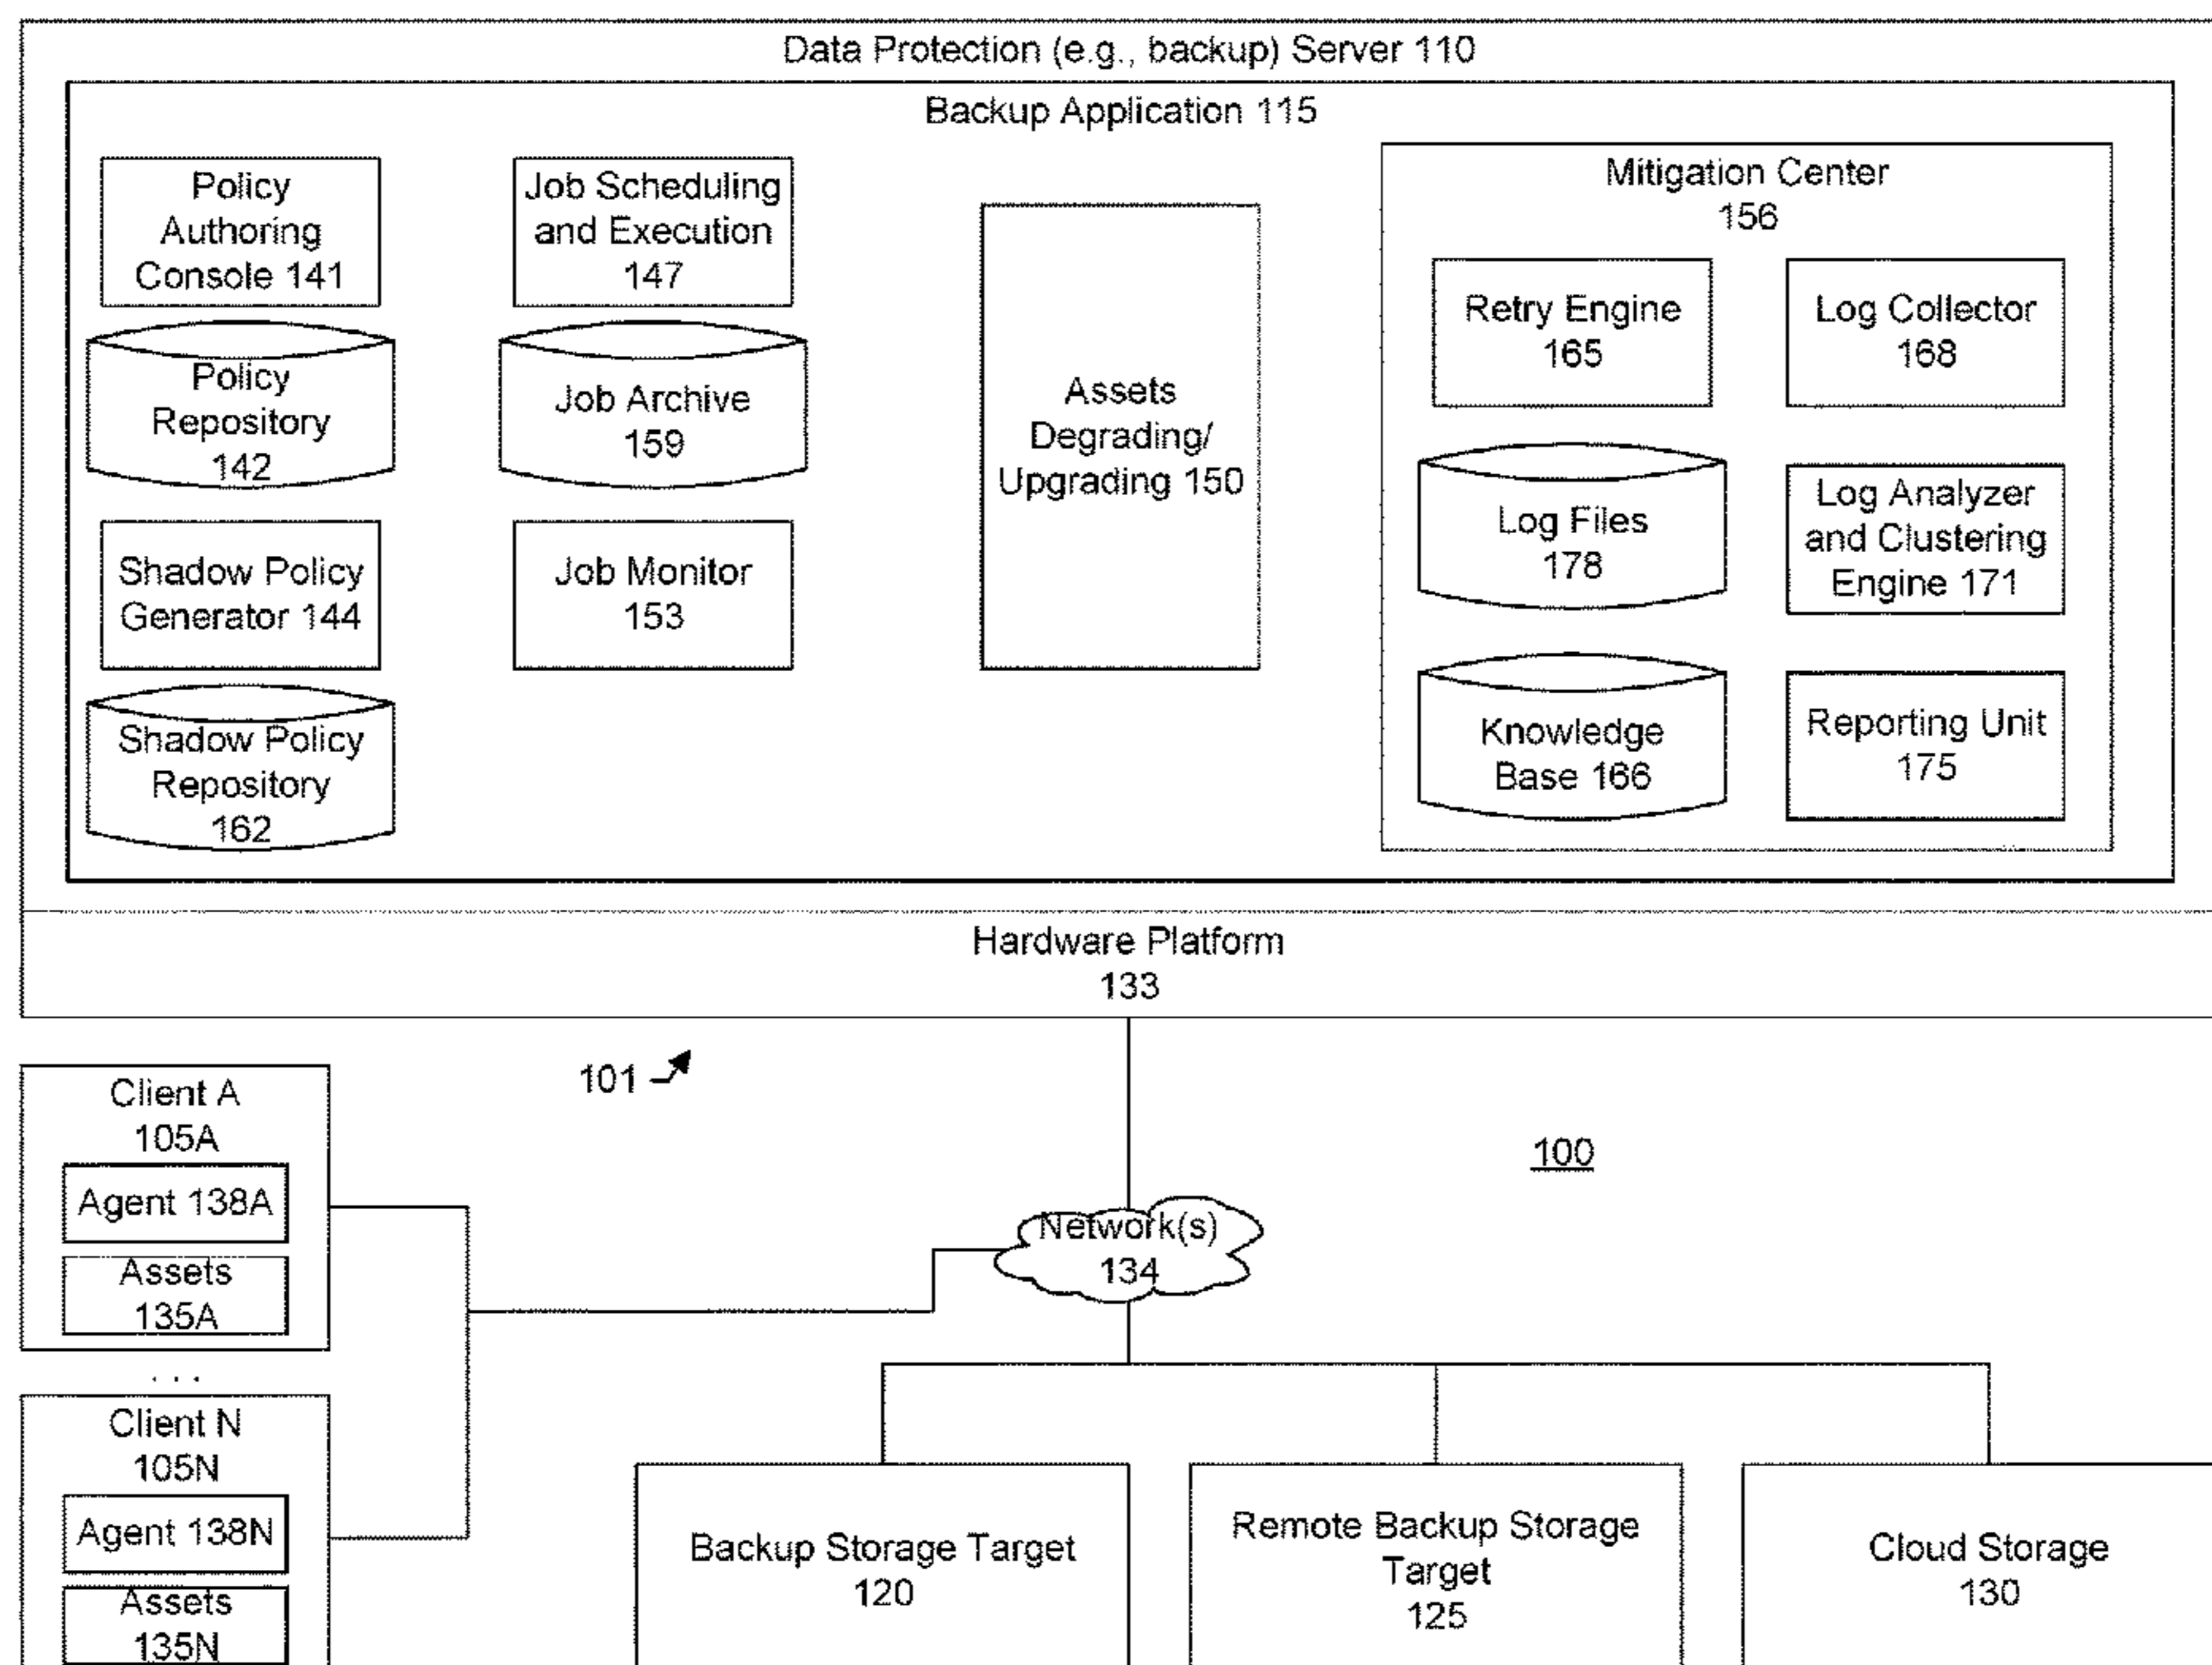 Data Protection (e.g., backup) Server 110
Backup Application 115
Policy
Authoring
Console 141
Policy
Repository
142
Shadow Policy
Generator 144
Shadow Policy
Repository
162
Job Scheduling
and Execution
147
Job Archive
159
Job Monitor
153
Assets
Degrading/
Upgrading 150
Mitigation Center
156
Retry Engine
165
Log Collector
168
Log Files
178
Log Analyzer
and Clustering
Engine 171
Knowledge
Base 166
Reporting Unit
175
Hardware Platform
133
101
100
Client A
105A
Agent 138A
Assets
135A
. . .
Client N
105N
Agent 138N
Assets
135N
Network(s)
134
Backup Storage Target
120
Remote Backup Storage
Target
125
Cloud Storage
130